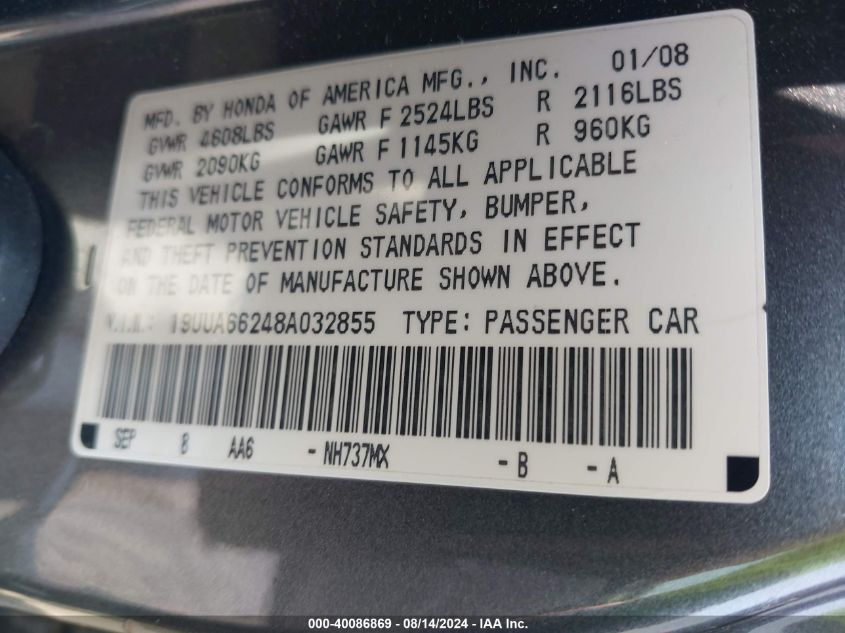 MFD. BY HONDA OF AMERICA MFG., INC. 01/08
GVWR 4608LBS GAWR F 2524LBS R 2116LBS
GVWR 2090KG GAWR F 1145KG R 960KG
THIS VEHICLE CONFORMS TO ALL APPLICABLE
FEDERAL MOTOR VEHICLE SAFETY, BUMPER,
AND THEFT PREVENTION STANDARDS IN EFFECT
ON THE DATE OF MANUFACTURE SHOWN ABOVE.
V.I.N.: 19UUA66248A032855 TYPE: PASSENGER CAR
SEP 8 AA6 -NH737MX -B -A
000-40086869 - 08/14/2024 - IAA Inc.